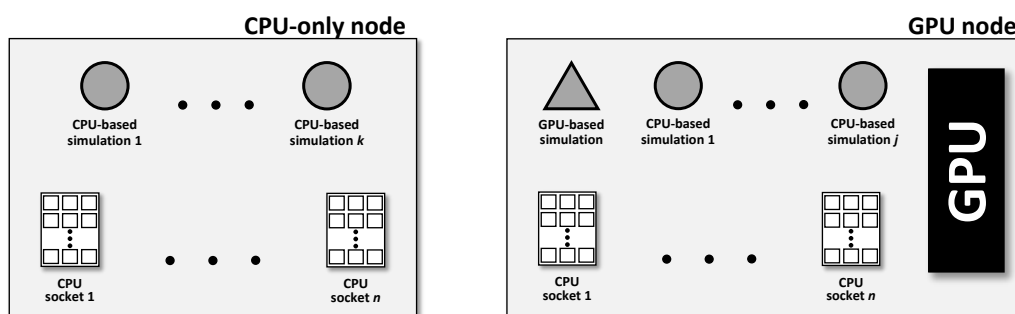 CPU-only node
CPU-based
simulation 1
CPU-based
simulation k
CPU
socket 1
CPU
socket n
GPU node
GPU-based
simulation
CPU-based
simulation 1
CPU-based
simulation j
GPU
CPU
socket 1
CPU
socket n